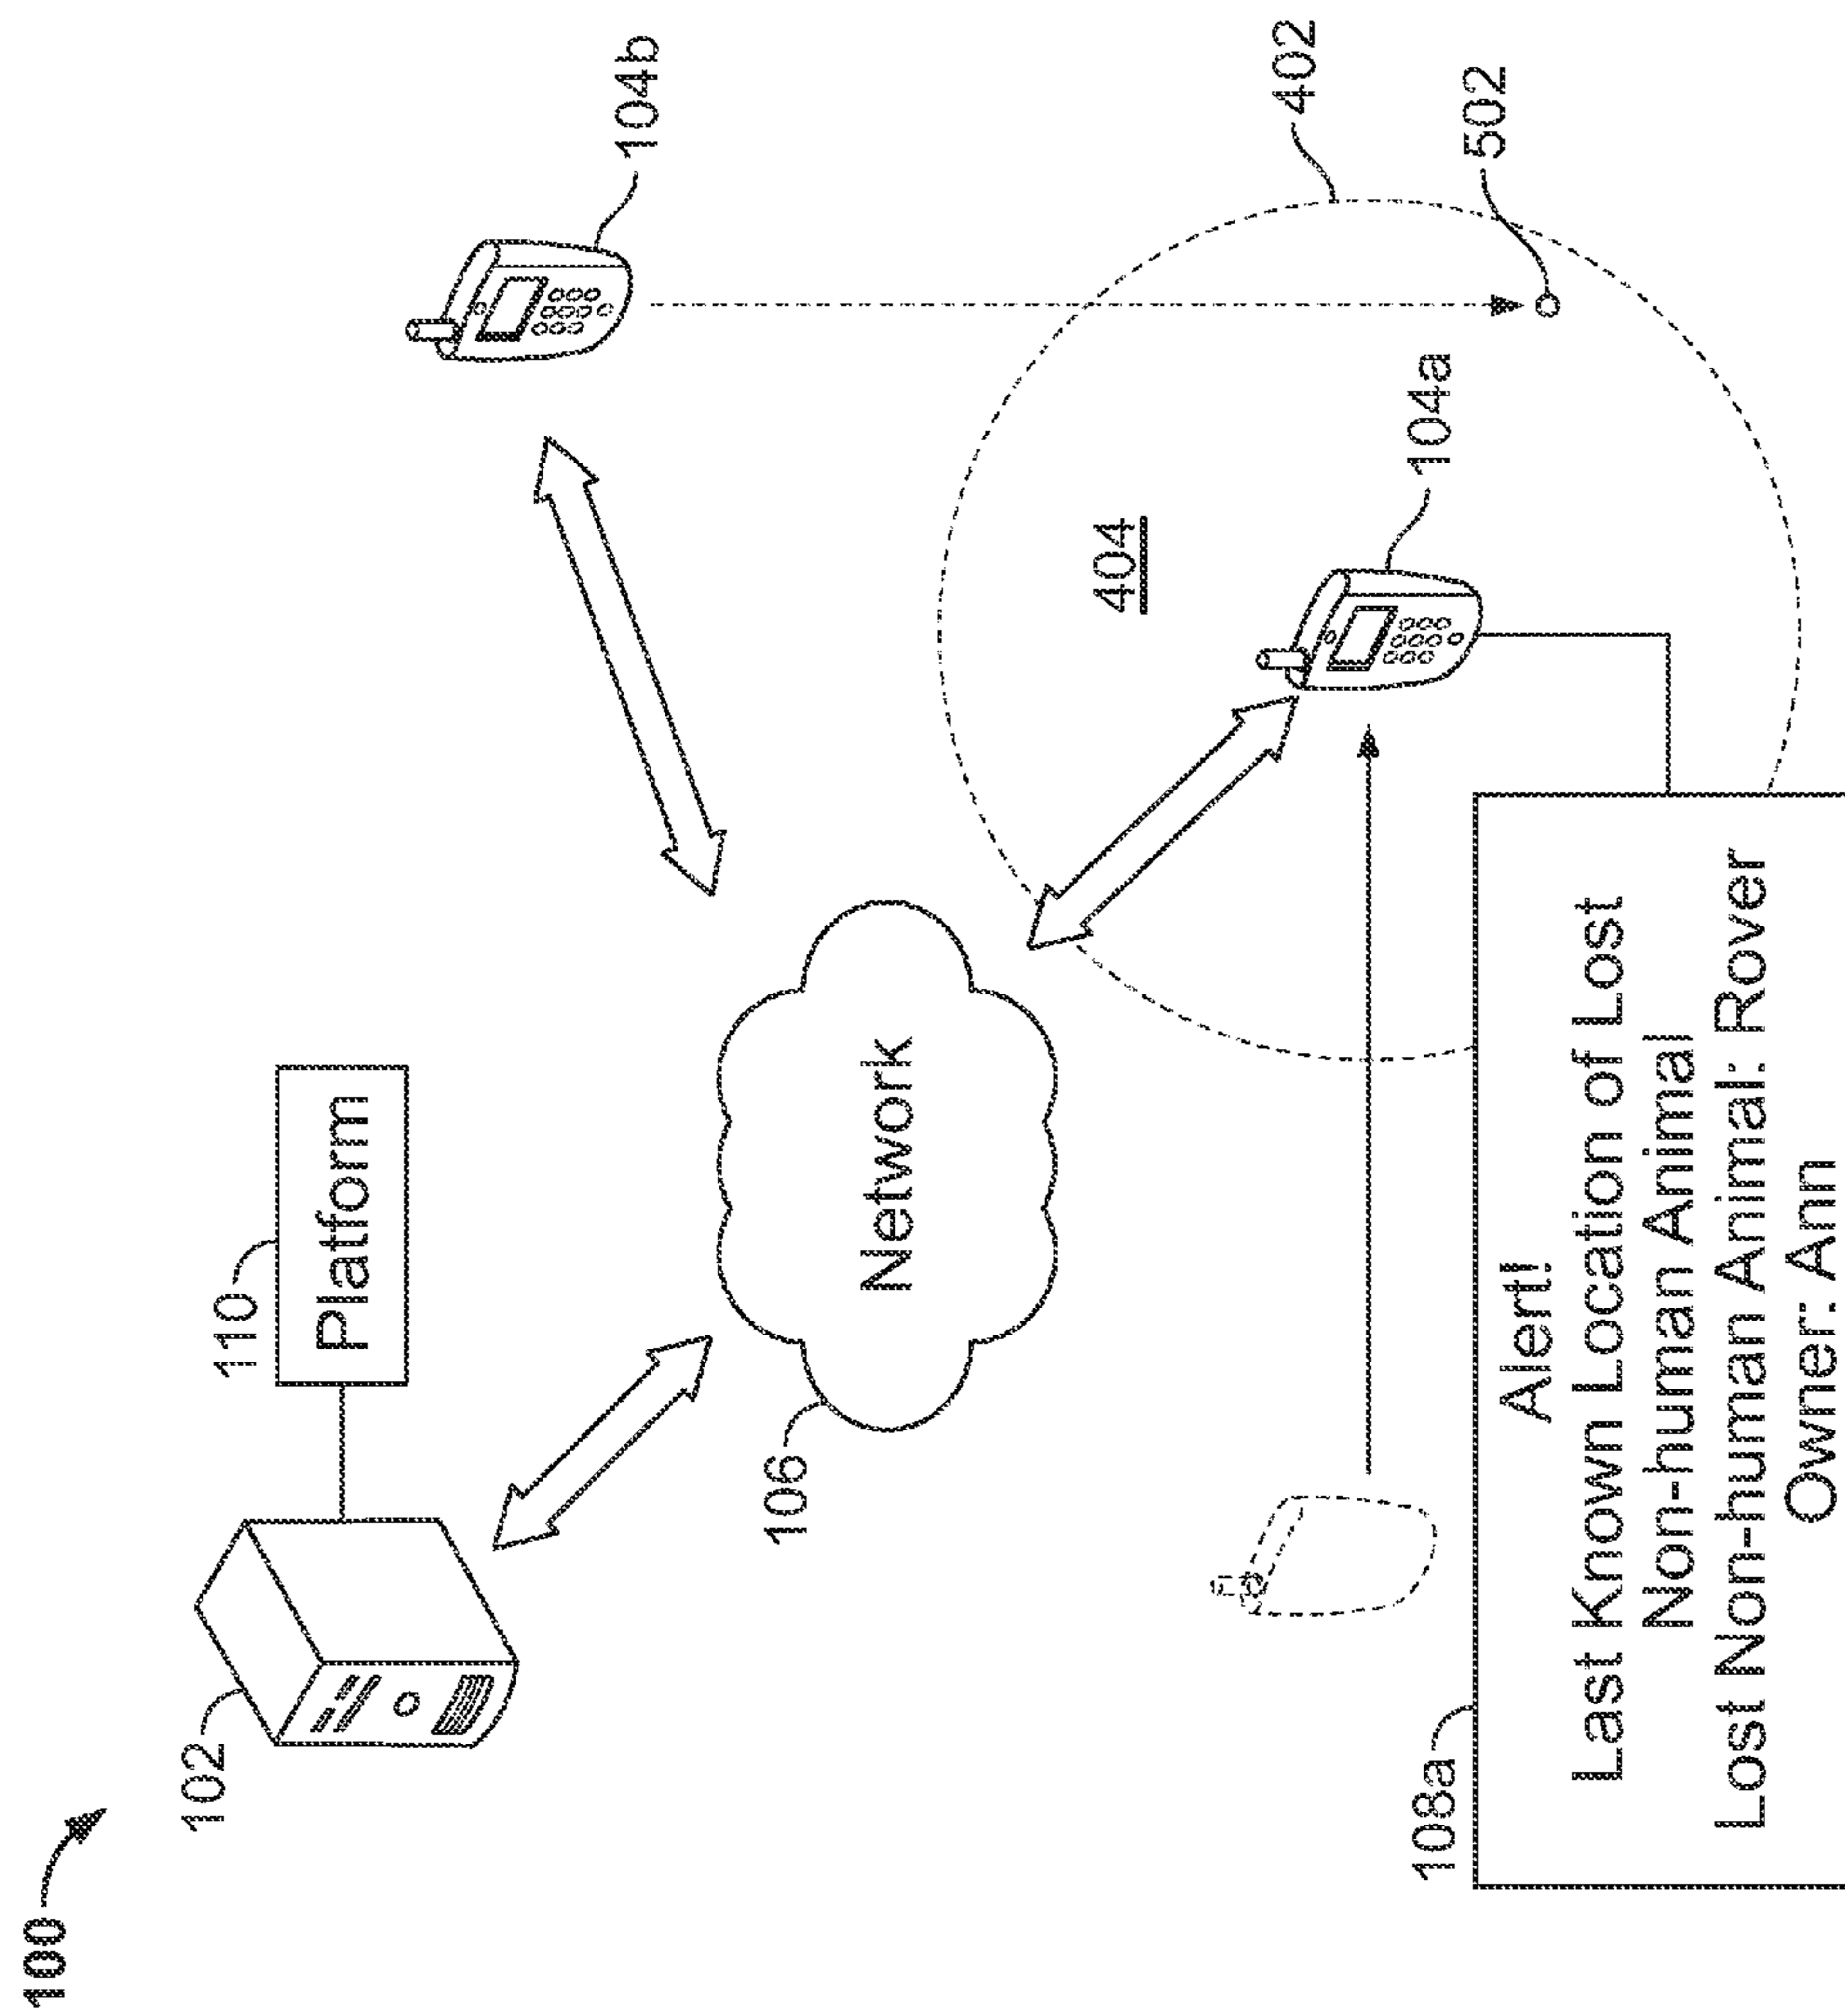 100
102
110
Platform
104b
106
Network
404
402
104a
502
108a
Alert!
Last Known Location of Lost
Non-human Animal
Lost Non-human Animal: Rover
Owner: Ann